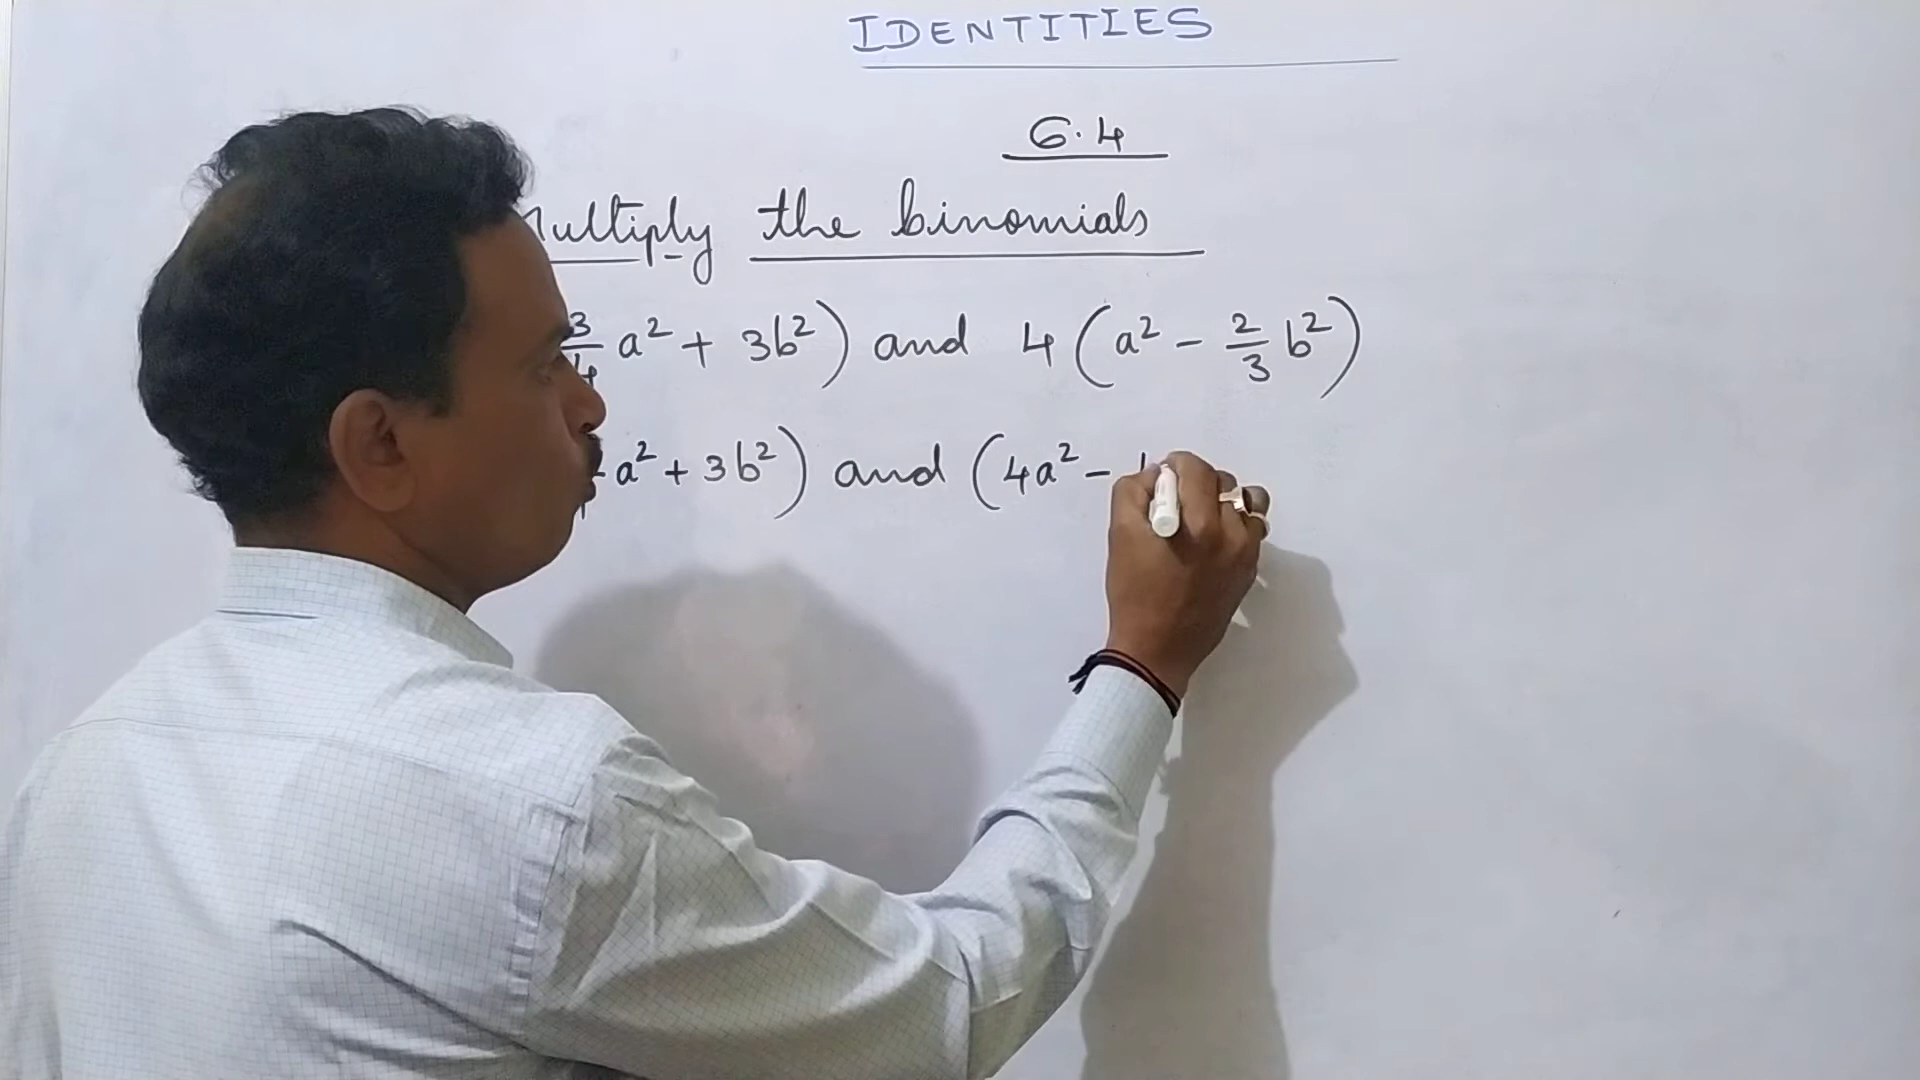 IDENTITIES
6.4
Multiply the binomials
3/4 a² + 3b²) and 4 (a² - 2/3 b²)
a² + 3b²) and (4a² -